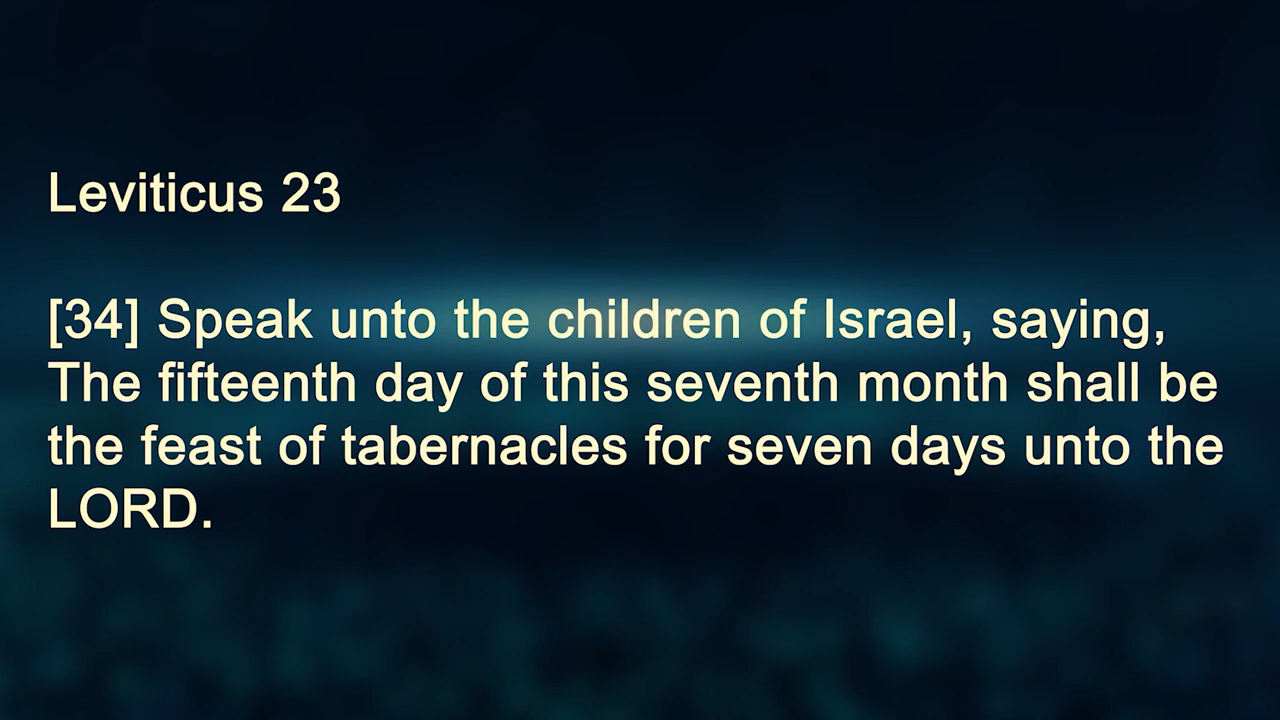 Leviticus 23
[34] Speak unto the children of Israel, saying,
The fifteenth day of this seventh month shall be
the feast of tabernacles for seven days unto the
LORD.